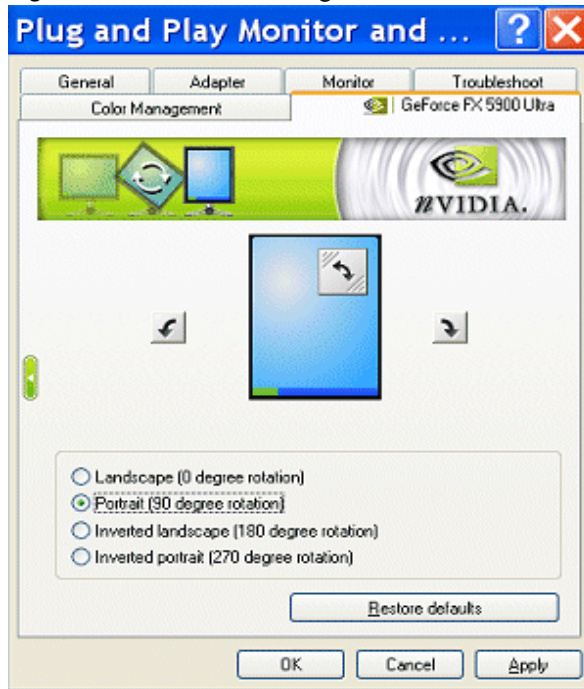 Plug and Play Monitor and ...
General Adapter Monitor Troubleshoot
Color Management GeForce FX 5900 Ultra
nVIDIA.
Landscape (0 degree rotation)
Portrait (90 degree rotation)
Inverted landscape (180 degree rotation)
Inverted portrait (270 degree rotation)
Restore defaults
OK Cancel Apply